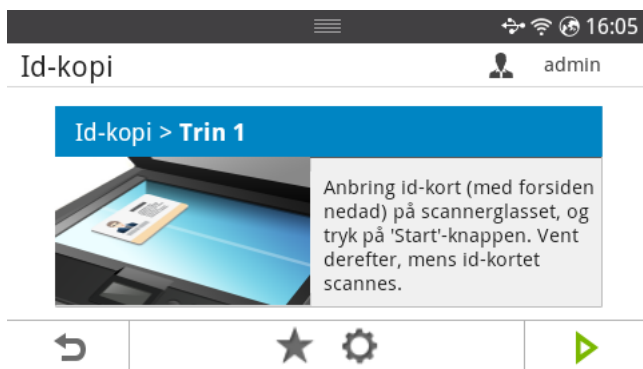 16:05
Id-kopi
admin
Id-kopi > Trin 1
Anbring id-kort (med forsiden
nedad) på scannerglasset, og
tryk på 'Start'-knappen. Vent
derefter, mens id-kortet
scannes.